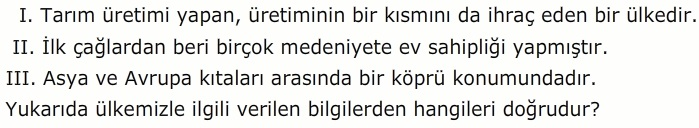 I. Tarım üretimi yapan, üretiminin bir kısmını da ihraç eden bir ülkedir.
II. İlk çağlardan beri birçok medeniyete ev sahipliği yapmıştır.
III. Asya ve Avrupa kıtaları arasında bir köprü konumundadır.
Yukarıda ülkemizle ilgili verilen bilgilerden hangileri doğrudur?